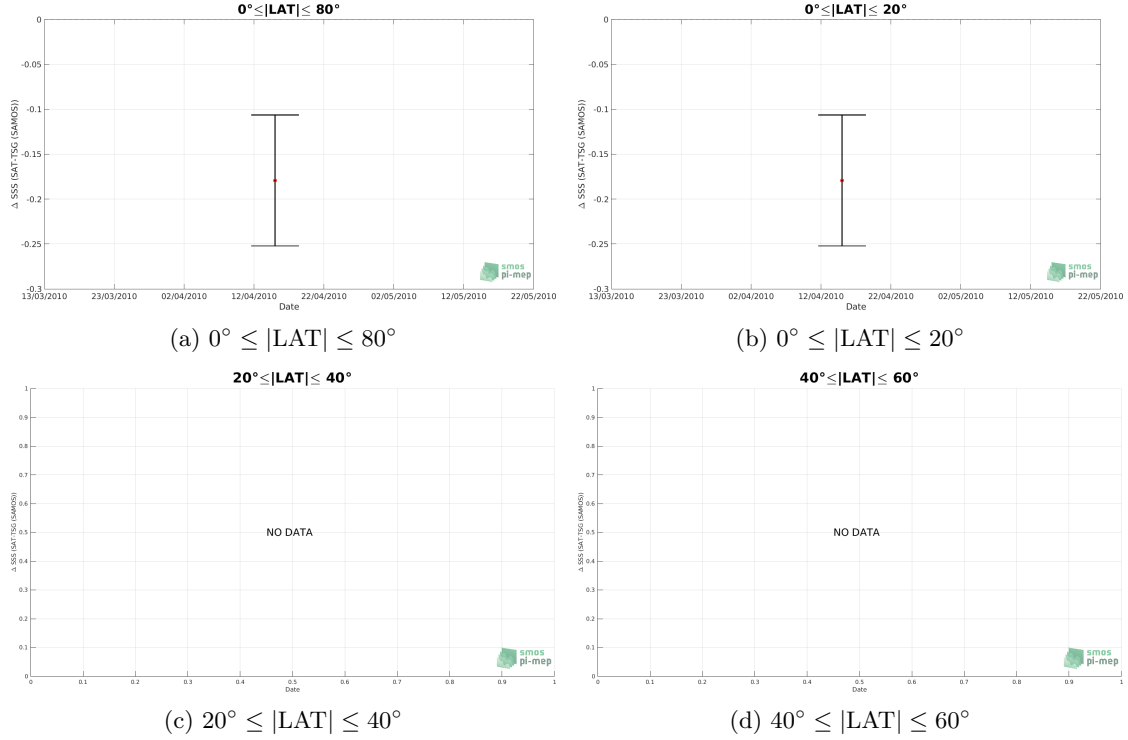 0°≤|LAT|≤ 80°
0
-0.05
-0.1
-0.15
-0.2
-0.25
-0.3
Δ SSS (SAT-TSG (SAMOS))
13/03/2010 23/03/2010 02/04/2010 12/04/2010 22/04/2010 02/05/2010 12/05/2010 22/05/2010
Date
smos
pi-mep
(a) 0° ≤ |LAT| ≤ 80°
0°≤|LAT|≤ 20°
0
-0.05
-0.1
-0.15
-0.2
-0.25
-0.3
Δ SSS (SAT-TSG (SAMOS))
13/03/2010 23/03/2010 02/04/2010 12/04/2010 22/04/2010 02/05/2010 12/05/2010 22/05/2010
Date
smos
pi-mep
(b) 0° ≤ |LAT| ≤ 20°
20°≤|LAT|≤ 40°
1
0.9
0.8
0.7
0.6
0.5
0.4
0.3
0.2
0.1
0
Δ SSS (SAT-TSG (SAMOS))
NO DATA
0 0.1 0.2 0.3 0.4 0.5 0.6 0.7 0.8 0.9 1
Date
smos
pi-mep
(c) 20° ≤ |LAT| ≤ 40°
40°≤|LAT|≤ 60°
1
0.9
0.8
0.7
0.6
0.5
0.4
0.3
0.2
0.1
0
Δ SSS (SAT-TSG (SAMOS))
NO DATA
0 0.1 0.2 0.3 0.4 0.5 0.6 0.7 0.8 0.9 1
Date
smos
pi-mep
(d) 40° ≤ |LAT| ≤ 60°